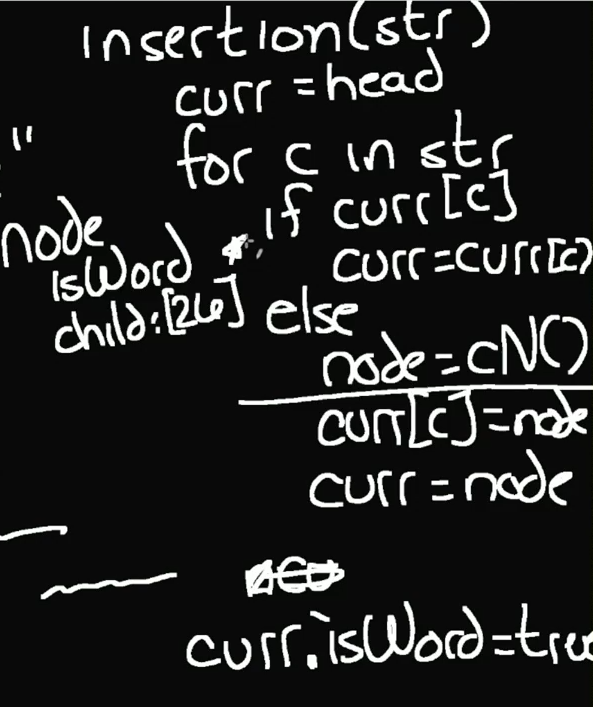 insertion(str)
curr = head
for c in str
if curr[c]
curr=curr[c]
else
node = cN()
curr[c]=node
curr = node
curr.isWord=true
"
node
isWord
child:[26]